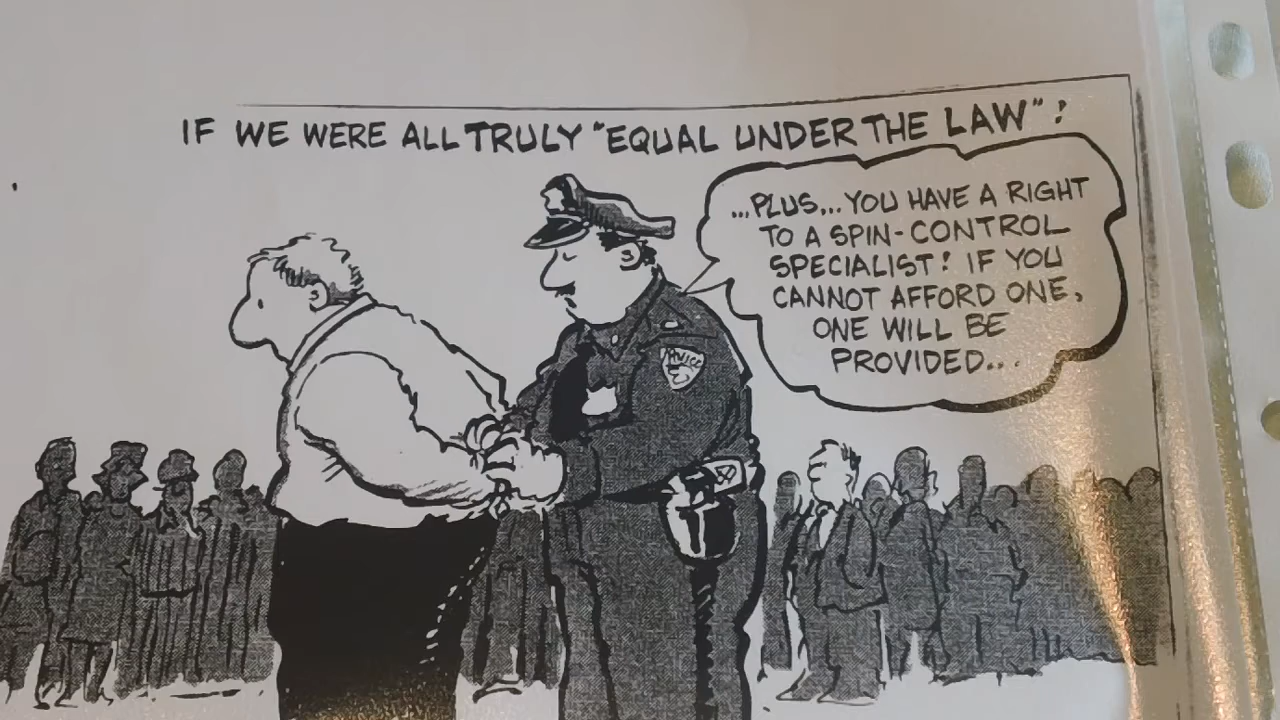 IF WE WERE ALL TRULY "EQUAL UNDER THE LAW"!
...PLUS...YOU HAVE A RIGHT
TO A SPIN-CONTROL
SPECIALIST! IF YOU
CANNOT AFFORD ONE,
ONE WILL BE
PROVIDED...